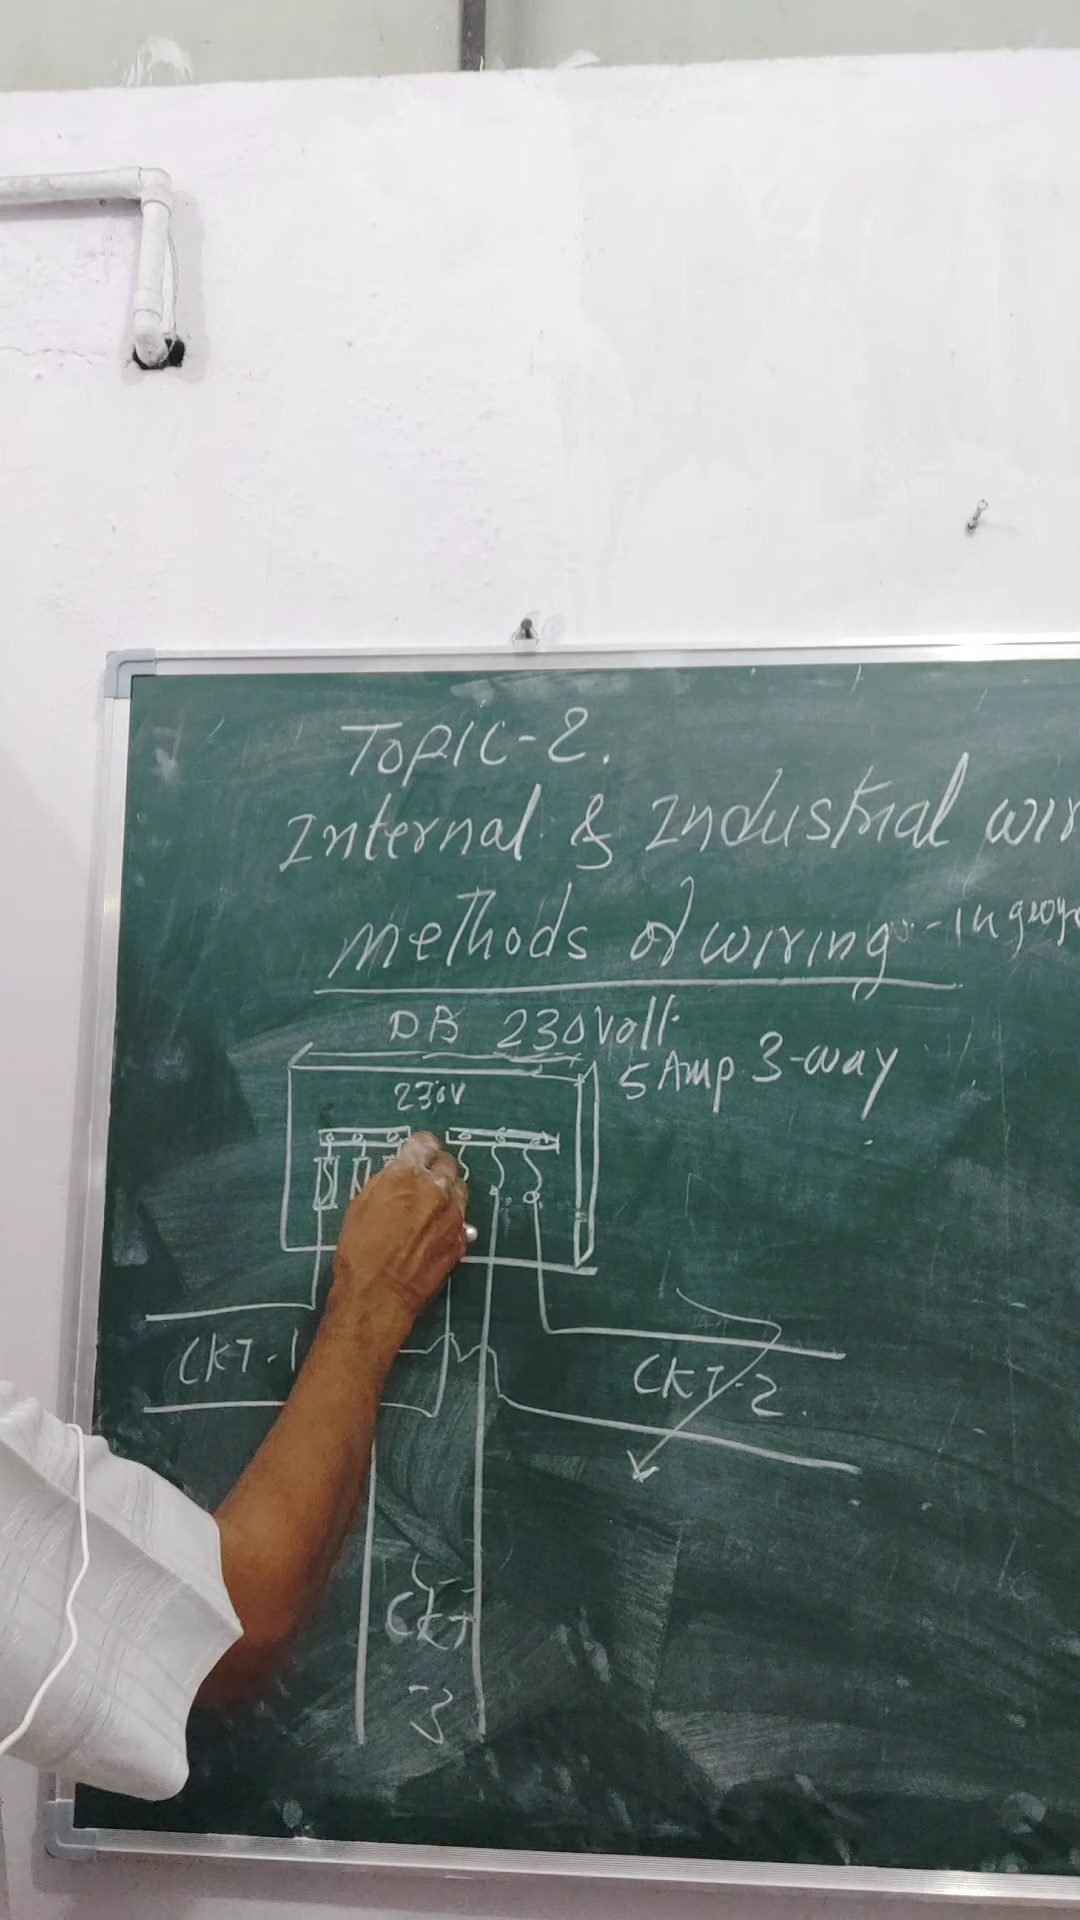 TOPIC-2.
Internal & Industrial wir
methods of wiring - in
DB 230Volt
5 Amp 3-way
230V
CKT-1
CKT-2.
CKT
3